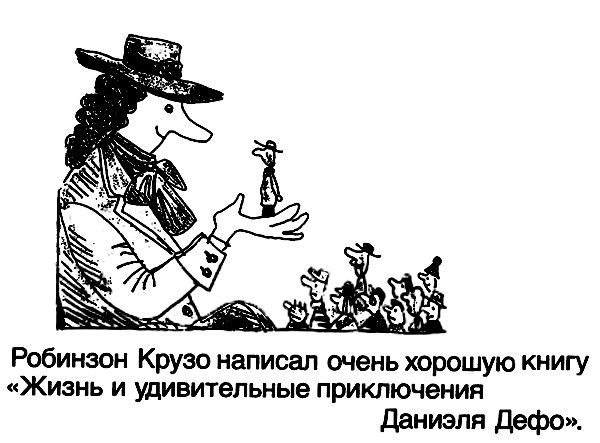 Робинзон Крузо написал очень хорошую книгу
«Жизнь и удивительные приключения
Даниэля Дефо».